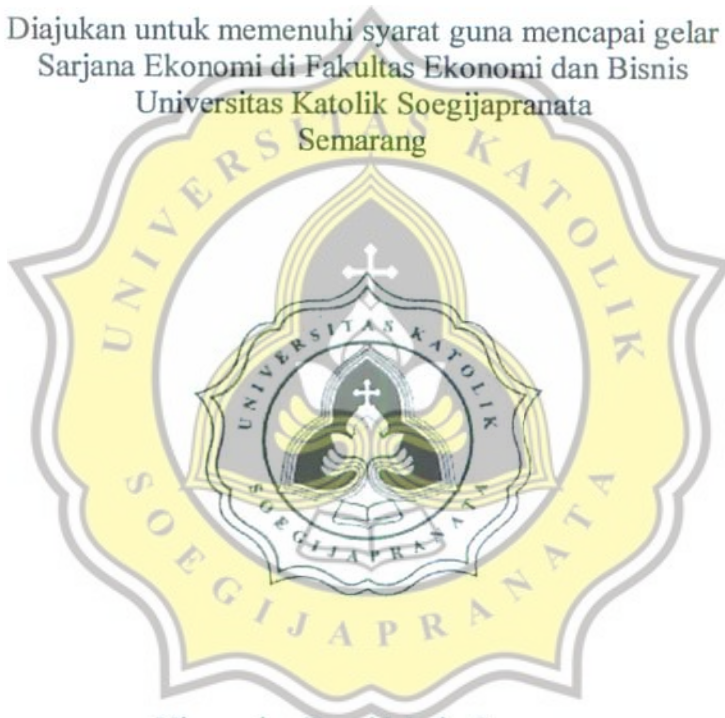 Diajukan untuk memenuhi syarat guna mencapai gelar
Sarjana Ekonomi di Fakultas Ekonomi dan Bisnis
Universitas Katolik Soegijapranata
Semarang
UNIVERSITAS KATOLIK
SOEGIJAPRANATA
UNIVERSITAS KATOLIK
SOEGIJAPRANATA